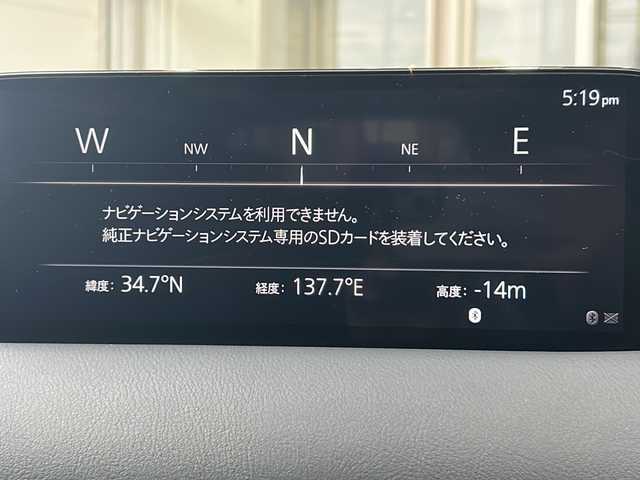 5:19pm
W NW N NE E
ナビゲーションシステムを利用できません。
純正ナビゲーションシステム専用のSDカードを装着してください。
緯度: 34.7°N 経度: 137.7°E 高度: -14m